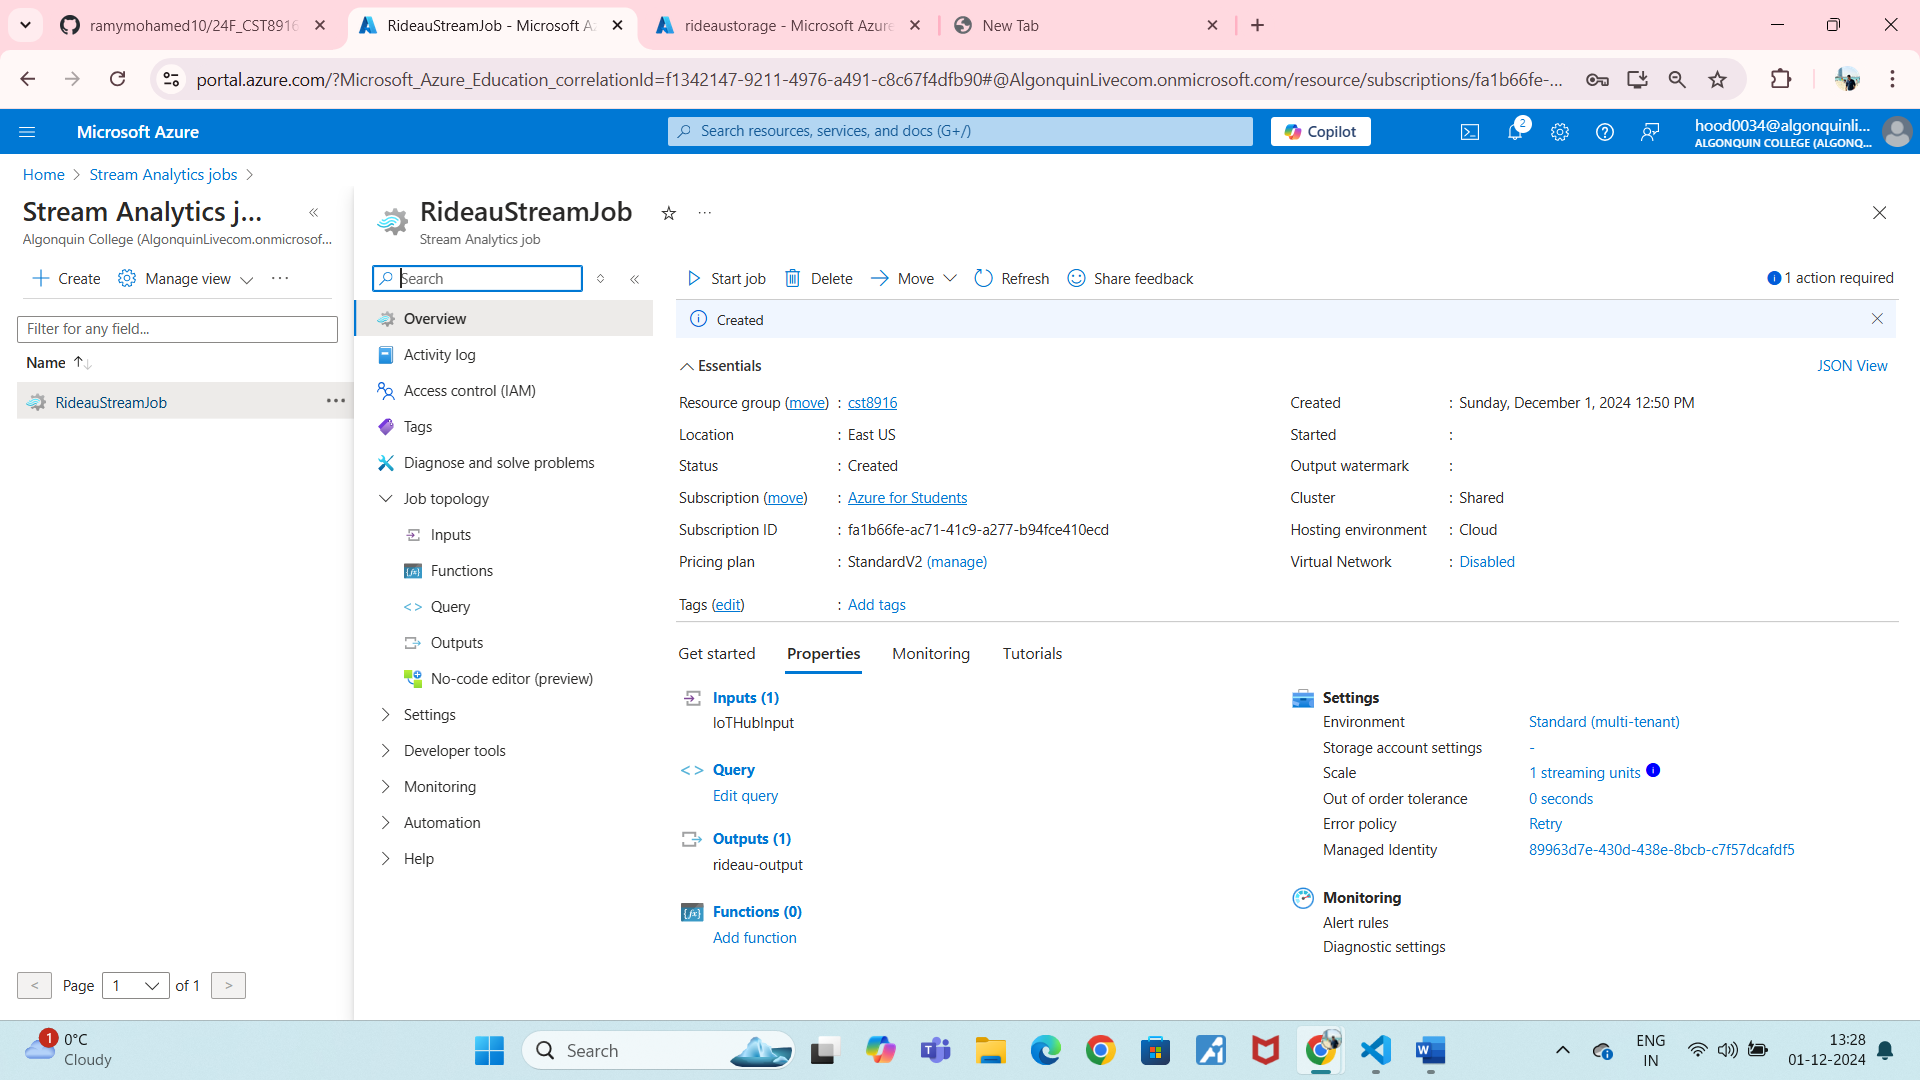 ramymohamed10/24F_CST8916
RideauStreamJob - Microsoft Az
rideaustorage - Microsoft Azure
New Tab
portal.azure.com/?Microsoft_Azure_Education_correlationId=f1342147-9211-4976-a491-c8c67f4dfb90#@AlgonquinLivecom.onmicrosoft.com/resource/subscriptions/fa1b66fe-...
Microsoft Azure
Search resources, services, and docs (G+/)
Copilot
2
hood0034@algonquinli...
ALGONQUIN COLLEGE (ALGONQ...
Home > Stream Analytics jobs >
Stream Analytics j...
Algonquin College (AlgonquinLivecom.onmicrosof...
Create
Manage view
Filter for any field...
Name
RideauStreamJob
Page 1 of 1
RideauStreamJob
Stream Analytics job
Search
Overview
Activity log
Access control (IAM)
Tags
Diagnose and solve problems
Job topology
Inputs
Functions
Query
Outputs
No-code editor (preview)
Settings
Developer tools
Monitoring
Automation
Help
Start job
Delete
Move
Refresh
Share feedback
1 action required
Created
Essentials
JSON View
Resource group (move) : cst8916
Location : East US
Status : Created
Subscription (move) : Azure for Students
Subscription ID : fa1b66fe-ac71-41c9-a277-b94fce410ecd
Pricing plan : StandardV2 (manage)
Tags (edit) : Add tags
Created : Sunday, December 1, 2024 12:50 PM
Started :
Output watermark :
Cluster : Shared
Hosting environment : Cloud
Virtual Network : Disabled
Get started
Properties
Monitoring
Tutorials
Inputs (1)
IoTHubInput
Query
Edit query
Outputs (1)
rideau-output
Functions (0)
Add function
Settings
Environment Standard (multi-tenant)
Storage account settings -
Scale 1 streaming units
Out of order tolerance 0 seconds
Error policy Retry
Managed Identity 89963d7e-430d-438e-8bcb-c7f57dcafdf5
Monitoring
Alert rules
Diagnostic settings
1
0°C
Cloudy
Search
ENG
IN
13:28
01-12-2024